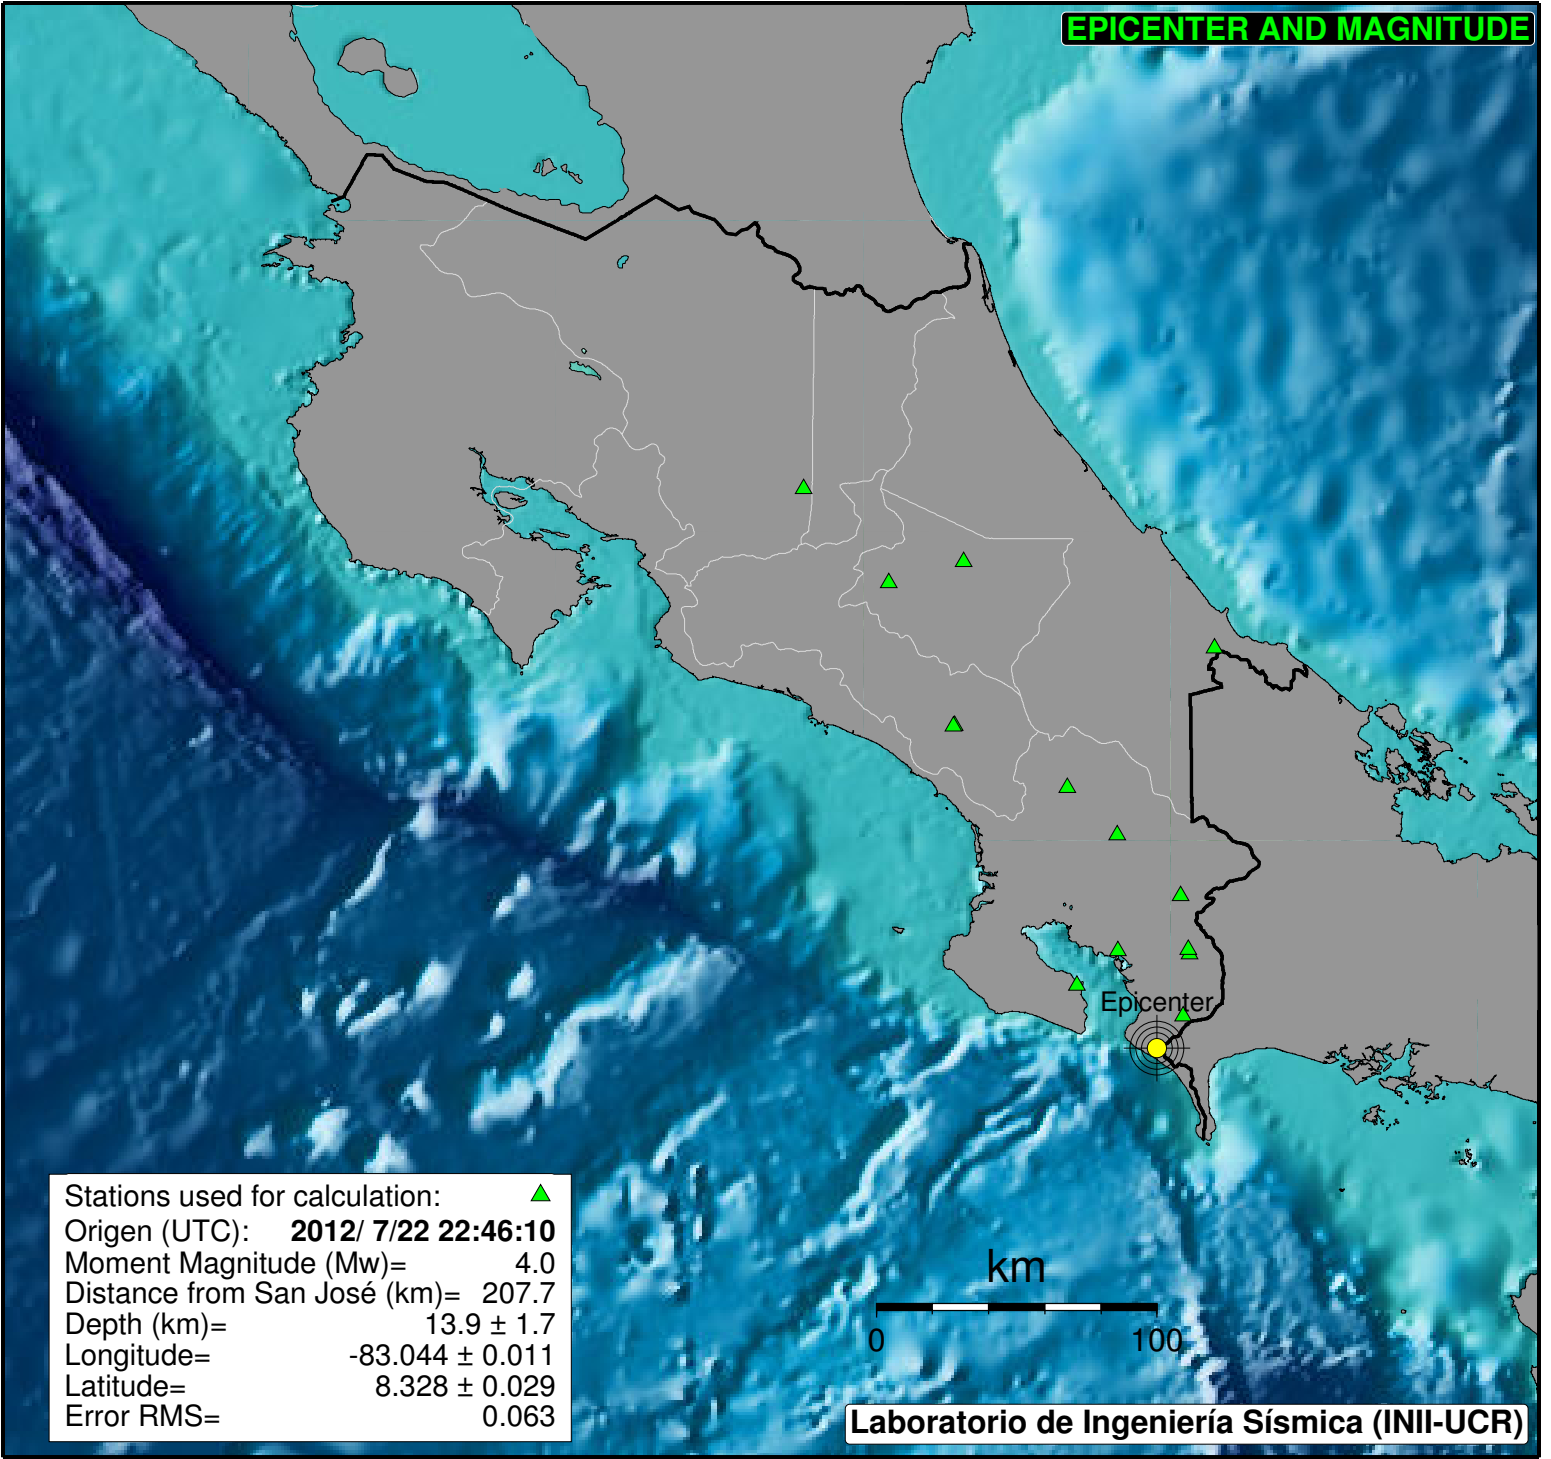 EPICENTER AND MAGNITUDE
Epicenter
Stations used for calculation:
Origen (UTC): 2012/ 7/22 22:46:10
Moment Magnitude (Mw)= 4.0
Distance from San José (km)= 207.7
Depth (km)= 13.9 ± 1.7
Longitude= -83.044 ± 0.011
Latitude= 8.328 ± 0.029
Error RMS= 0.063
km
0 100
Laboratorio de Ingeniería Sísmica (INII-UCR)